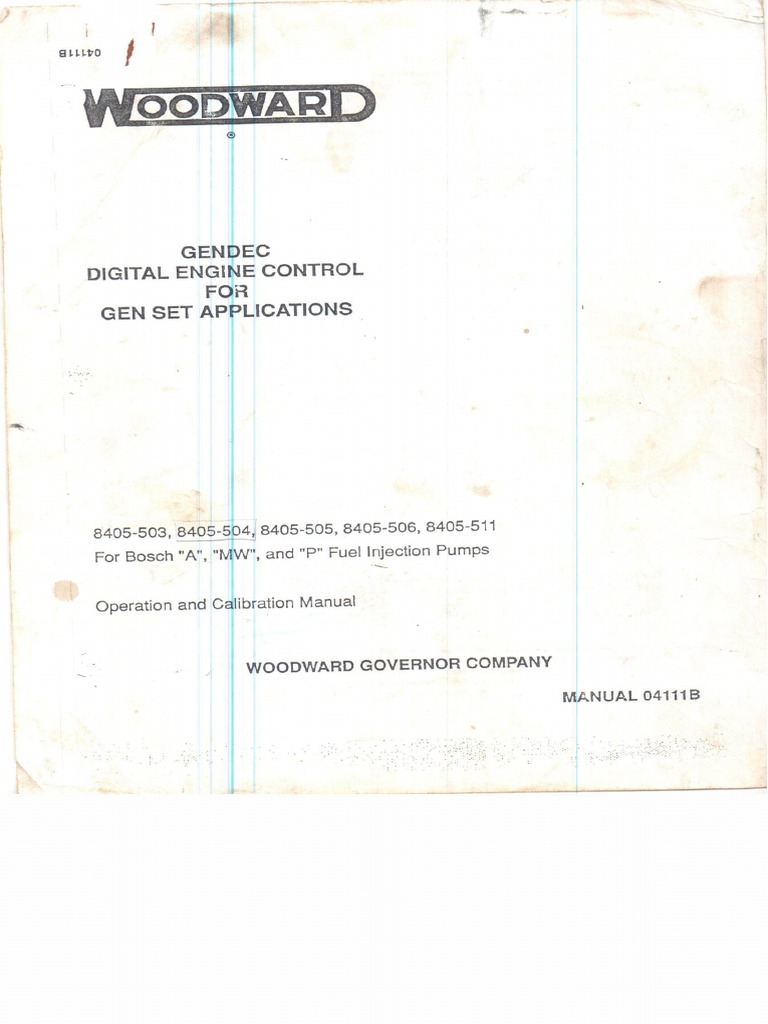 04111B
WOODWARD
®
GENDEC
DIGITAL ENGINE CONTROL
FOR
GEN SET APPLICATIONS
8405-503, 8405-504, 8405-505, 8405-506, 8405-511
For Bosch "A", "MW", and "P" Fuel Injection Pumps
Operation and Calibration Manual
WOODWARD GOVERNOR COMPANY
MANUAL 04111B